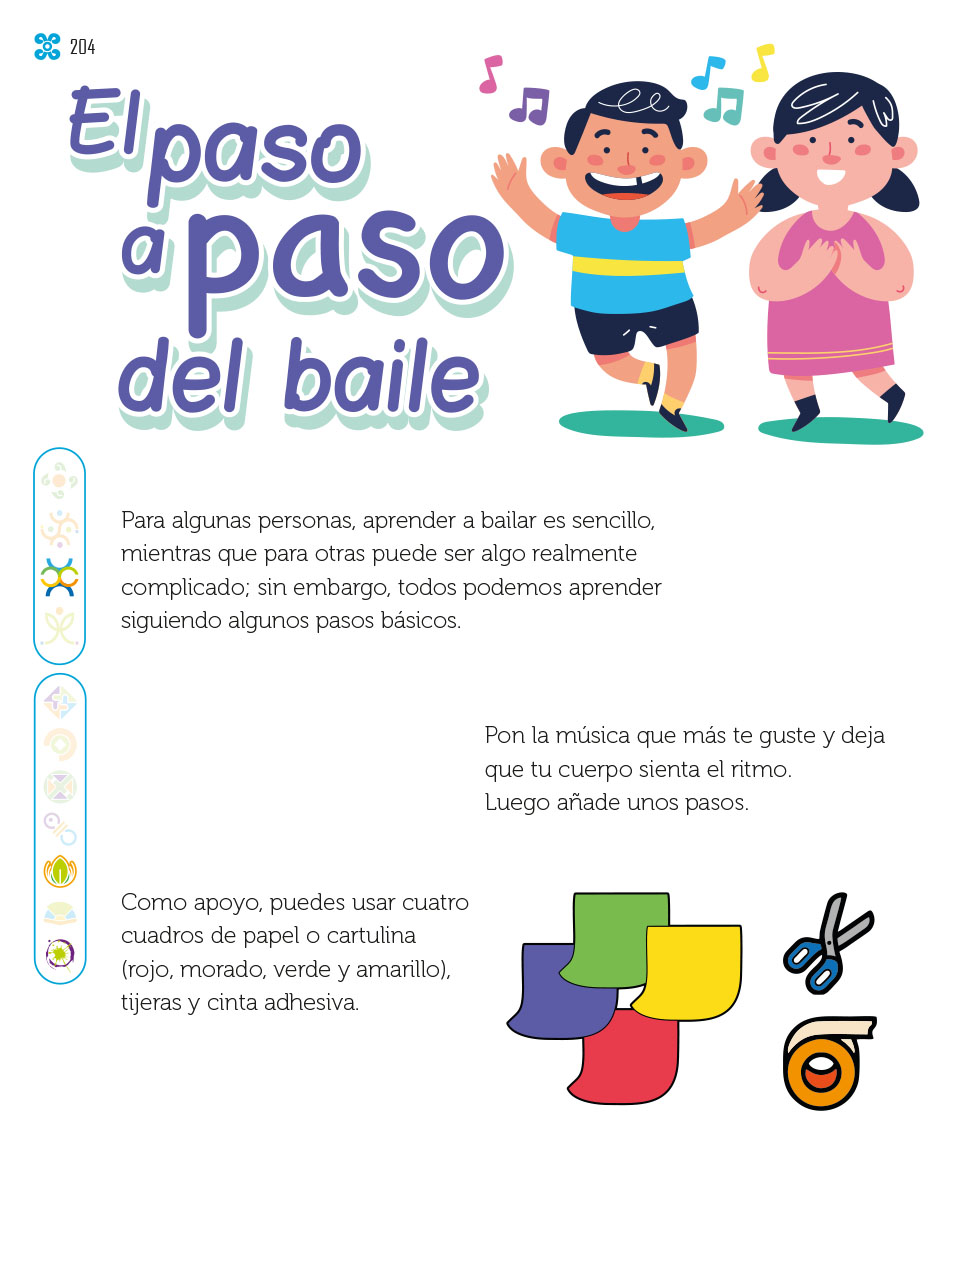 204
El paso
a paso
del baile
Para algunas personas, aprender a bailar es sencillo,
mientras que para otras puede ser algo realmente
complicado; sin embargo, todos podemos aprender
siguiendo algunos pasos básicos.
Pon la música que más te guste y deja
que tu cuerpo sienta el ritmo.
Luego añade unos pasos.
Como apoyo, puedes usar cuatro
cuadros de papel o cartulina
(rojo, morado, verde y amarillo),
tijeras y cinta adhesiva.